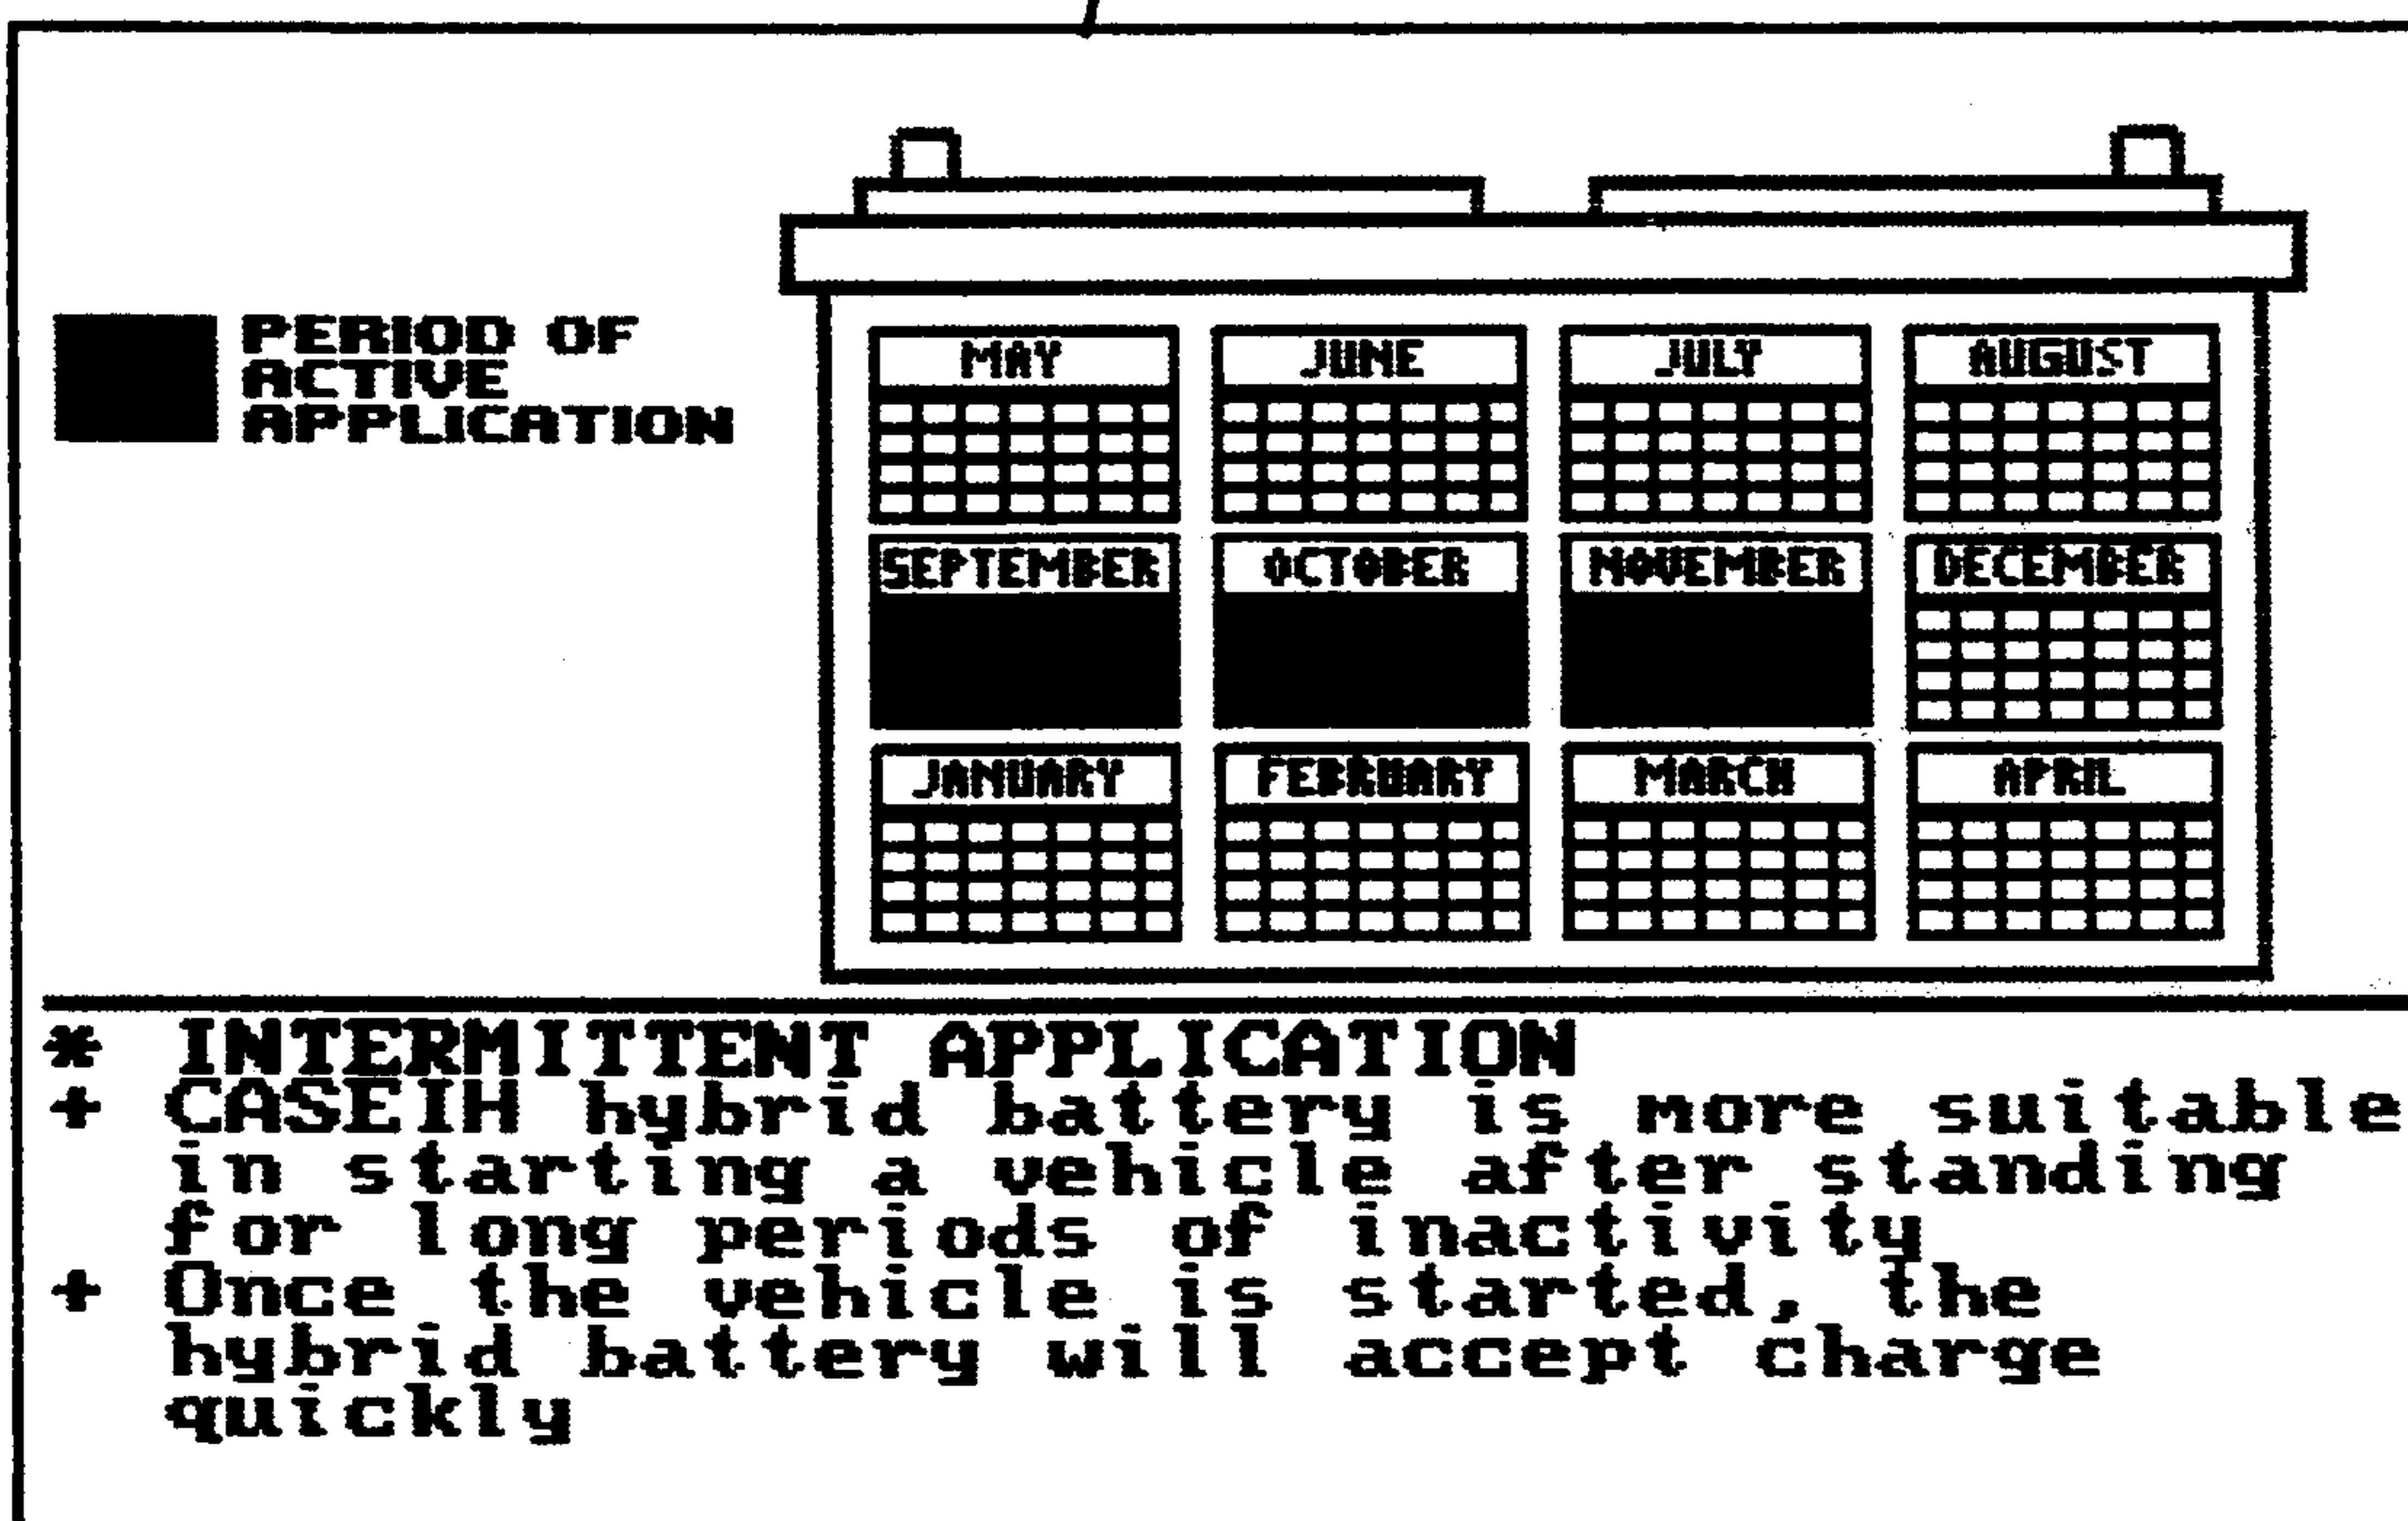 PERIOD OF
ACTIVE
APPLICATION
MAY JUNE JULY AUGUST
SEPTEMBER OCTOBER NOVEMBER DECEMBER
JANUARY FEBRUARY MARCH APRIL
* INTERMITTENT APPLICATION
+ CASEIH hybrid battery is more suitable
in starting a vehicle after standing
for long periods of inactivity
+ Once the vehicle is started, the
hybrid battery will accept charge
quickly